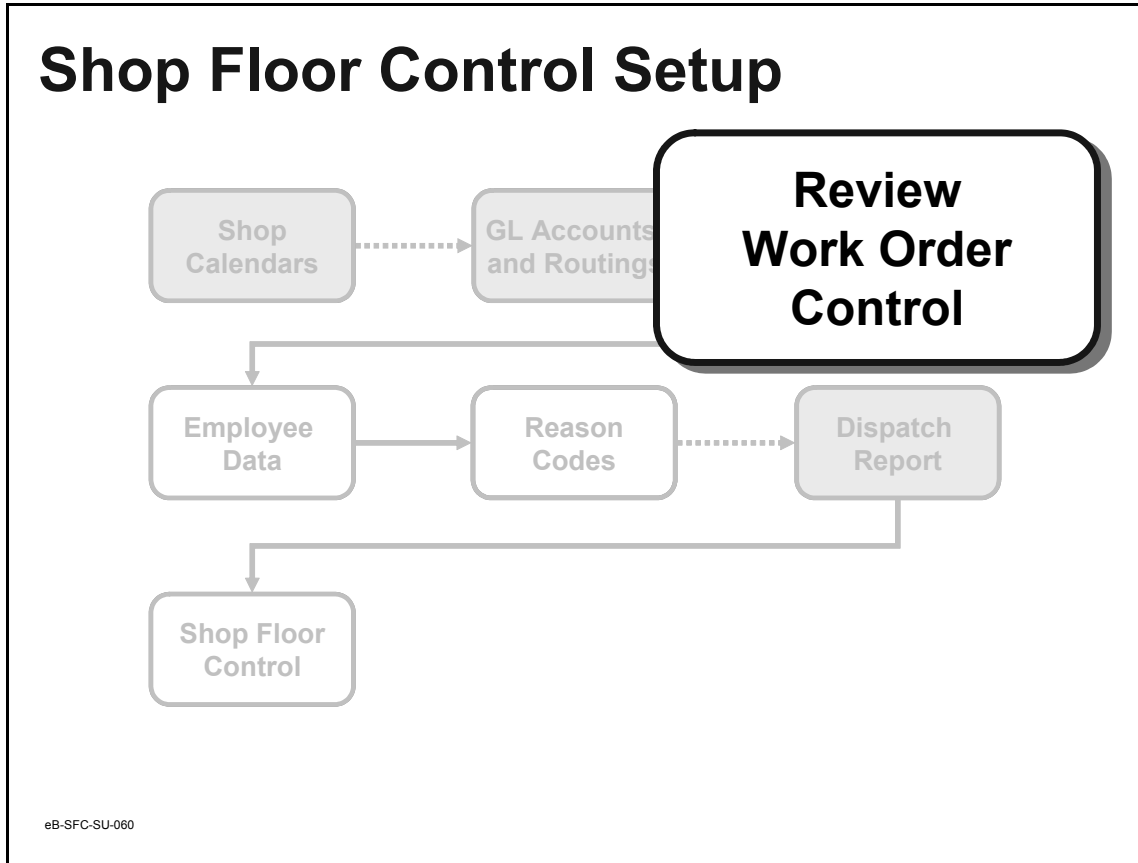 Shop Floor Control Setup
Shop
Calendars
GL Accounts
and Routings
Review
Work Order
Control
Employee
Data
Reason
Codes
Dispatch
Report
Shop Floor
Control
eB-SFC-SU-060